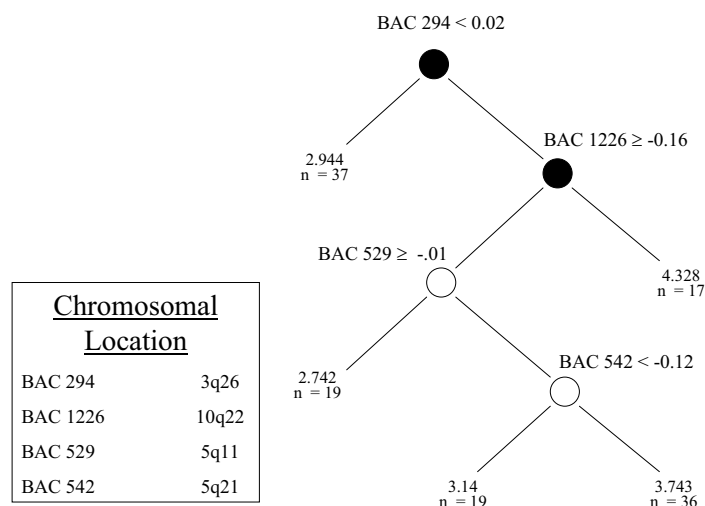 BAC 294 < 0.02
BAC 1226 ≥ -0.16
2.944
n = 37
BAC 529 ≥ -.01
4.328
n = 17
Chromosomal
Location
BAC 294 3q26
BAC 1226 10q22
BAC 529 5q11
BAC 542 5q21
2.742
n = 19
BAC 542 < -0.12
3.14
n = 19
3.743
n = 36